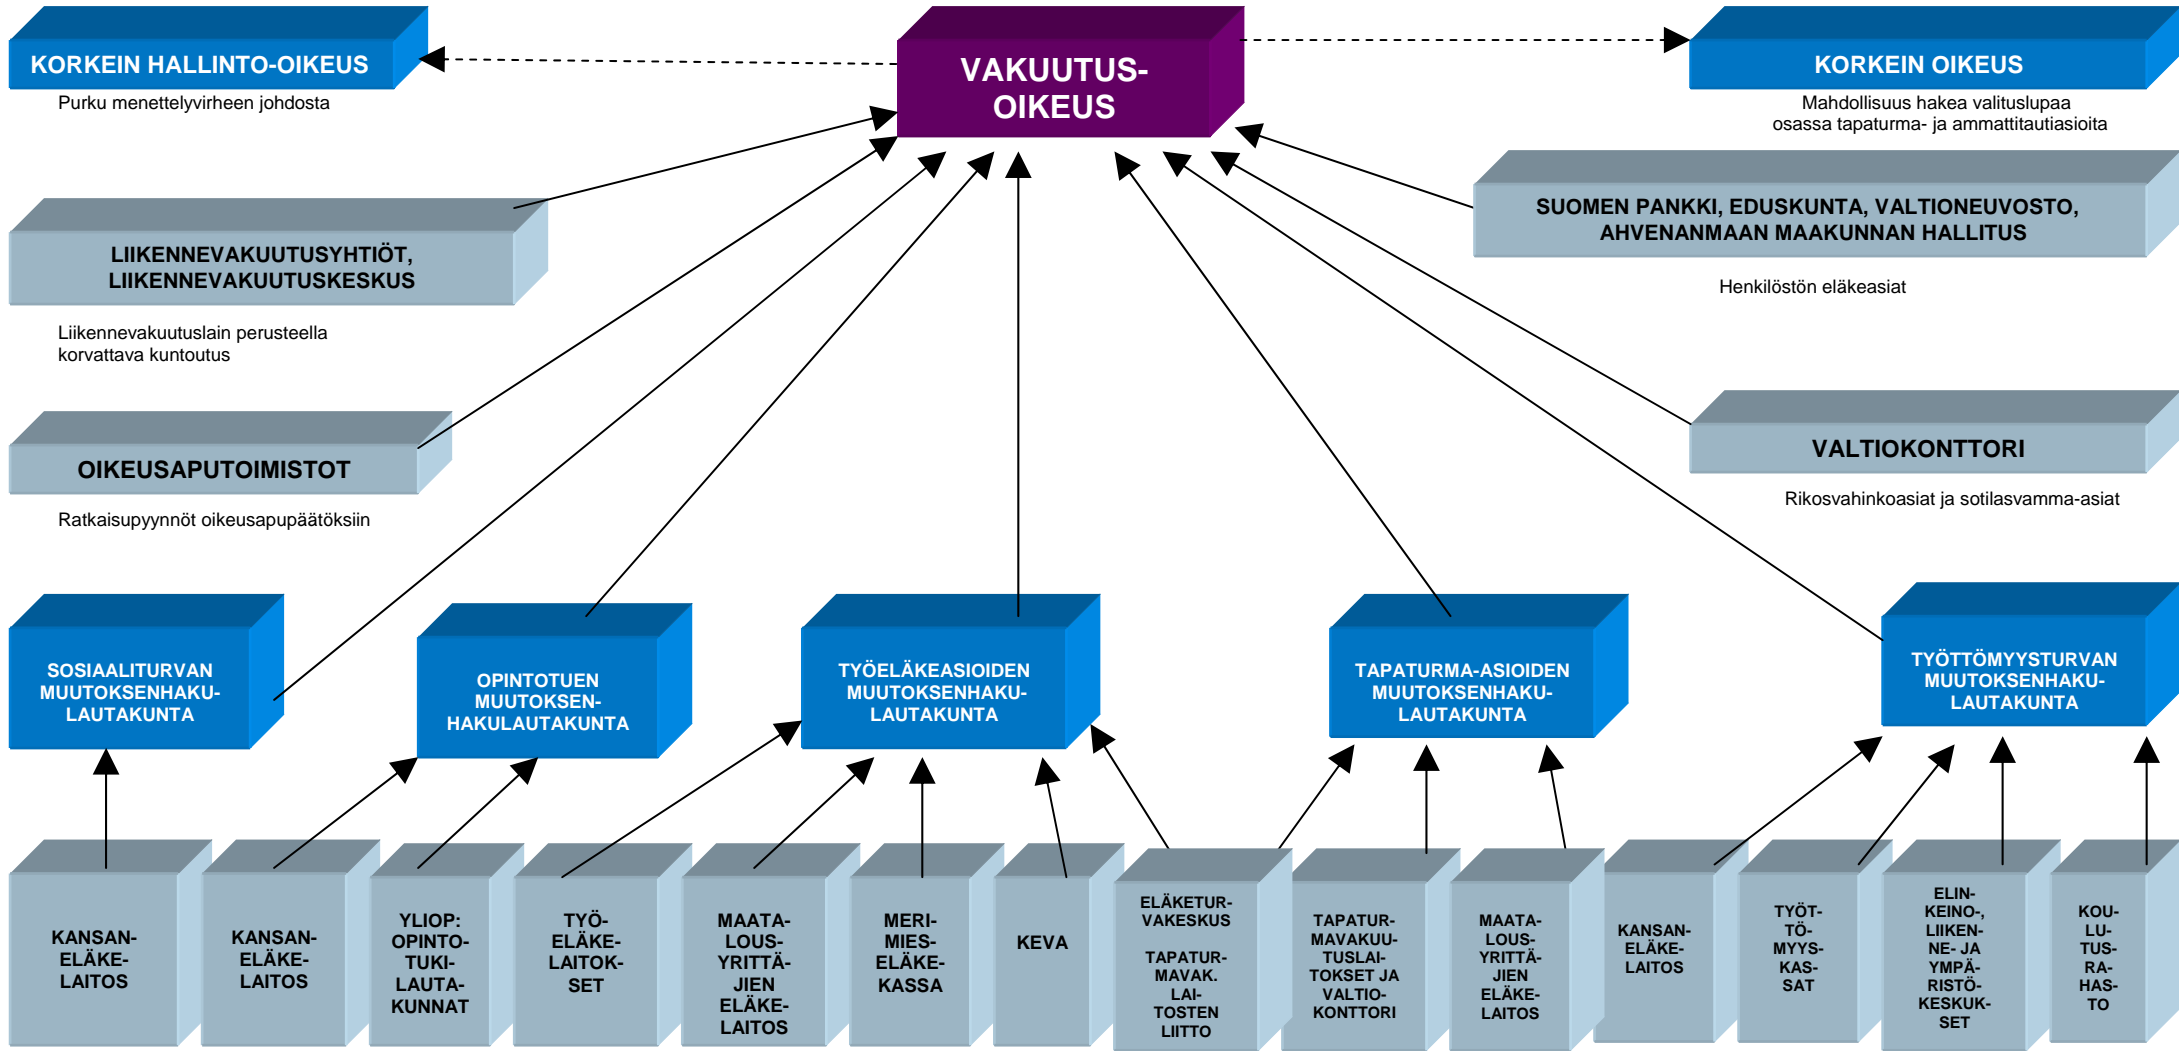 KORKEIN HALLINTO-OIKEUS
Purku menettelyvirheen johdosta
VAKUUTUS-
OIKEUS
KORKEIN OIKEUS
Mahdollisuus hakea valituslupaa
osassa tapaturma- ja ammattitautiasioita
LIIKENNEVAKUUTUSYHTIÖT,
LIIKENNEVAKUUTUSKESKUS
Liikennevakuutuslain perusteella
korvattava kuntoutus
SUOMEN PANKKI, EDUSKUNTA, VALTIONEUVOSTO,
AHVENANMAAN MAAKUNNAN HALLITUS
Henkilöstön eläkeasiat
OIKEUSAPUTOIMISTOT
Ratkaisupyynnöt oikeusapupäätöksiin
VALTIOKONTTORI
Rikosvahinkoasiat ja sotilasvamma-asiat
SOSIAALITURVAN
MUUTOKSENHAKU-
LAUTAKUNTA
OPINTOTUEN
MUUTOKSEN-
HAKULAUTAKUNTA
TYÖELÄKEASIOIDEN
MUUTOKSENHAKU-
LAUTAKUNTA
TAPATURMA-ASIOIDEN
MUUTOKSENHAKU-
LAUTAKUNTA
TYÖTTÖMYYSTURVAN
MUUTOKSENHAKU-
LAUTAKUNTA
KANSAN-
ELÄKE-
LAITOS
KANSAN-
ELÄKE-
LAITOS
YLIOP:
OPINTO-
TUKI-
LAUTA-
KUNNAT
TYÖ-
ELÄKE-
LAITOK-
SET
MAATA-
LOUS-
YRITTÄ-
JIEN
ELÄKE-
LAITOS
MERI-
MIES-
ELÄKE-
KASSA
KEVA
ELÄKETUR-
VAKESKUS
TAPATUR-
MAVAK.
LAI-
TOSTEN
LIITTO
TAPATUR-
MAVAKUU-
TUSLAI-
TOKSET JA
VALTIO-
KONTTORI
MAATA-
LOUS-
YRITTÄ-
JIEN
ELÄKE-
LAITOS
KANSAN-
ELÄKE-
LAITOS
TYÖT-
TÖ-
MYYS-
KAS-
SAT
ELIN-
KEINO-,
LIIKEN-
NE- JA
YMPÄ-
RISTÖ-
KESKUK-
SET
KOU-
LU-
TUS-
RA-
HAS-
TO